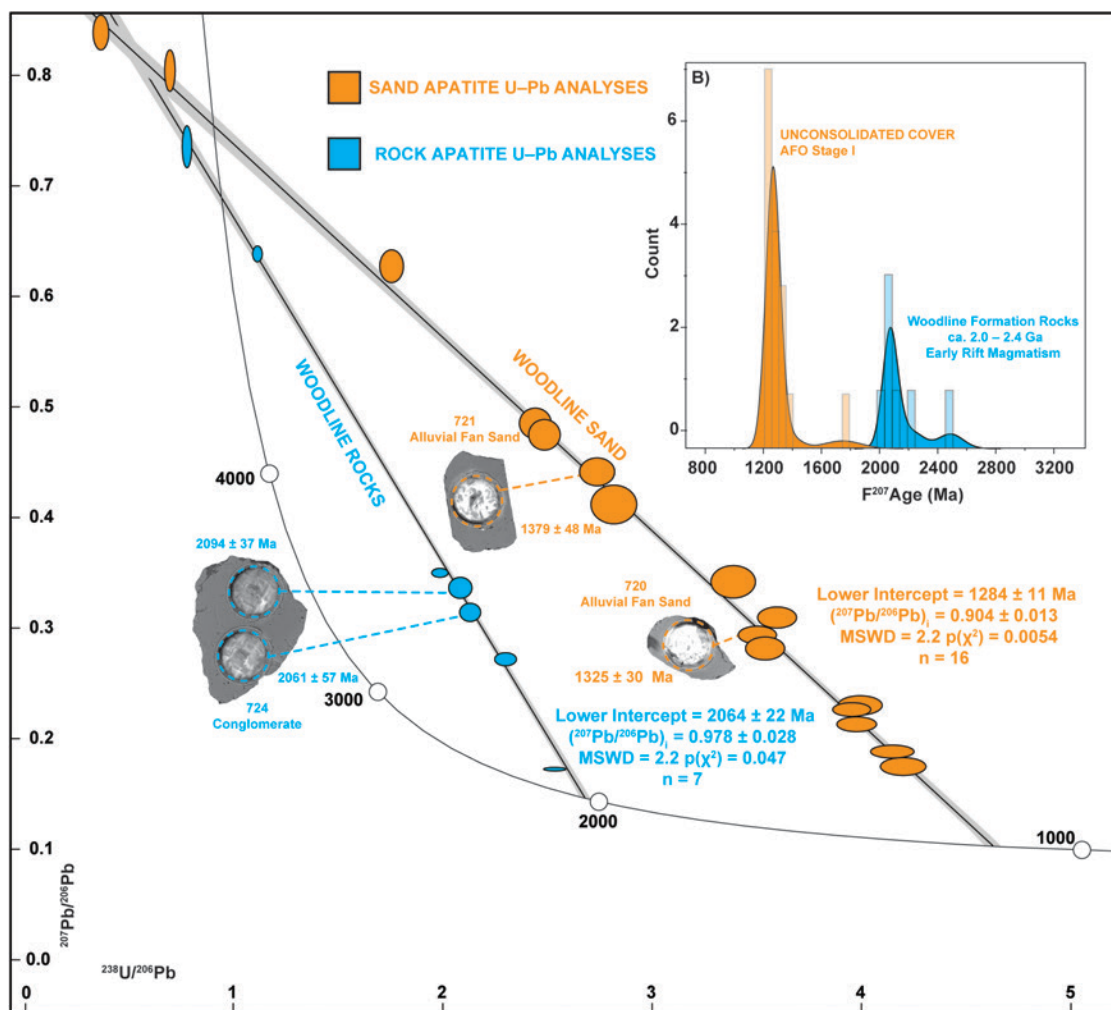 SAND APATITE U–Pb ANALYSES
ROCK APATITE U–Pb ANALYSES
B)
UNCONSOLIDATED COVER
AFO Stage I
Woodline Formation Rocks
ca. 2.0 – 2.4 Ga
Early Rift Magmatism
Count
6
4
2
0
800
1200
1600
2000
2400
2800
3200
F²⁰⁷Age (Ma)
0.8
0.7
0.6
0.5
0.4
0.3
0.2
0.1
0.0
²⁰⁷Pb/²⁰⁶Pb
²³⁸U/²⁰⁶Pb
0
1
2
3
4
5
WOODLINE ROCKS
WOODLINE SAND
721
Alluvial Fan Sand
1379 ± 48 Ma
4000
2094 ± 37 Ma
2061 ± 57 Ma
724
Conglomerate
3000
720
Alluvial Fan Sand
1325 ± 30 Ma
Lower Intercept = 1284 ± 11 Ma
(²⁰⁷Pb/²⁰⁶Pb)ᵢ = 0.904 ± 0.013
MSWD = 2.2 p(χ²) = 0.0054
n = 16
Lower Intercept = 2064 ± 22 Ma
(²⁰⁷Pb/²⁰⁶Pb)ᵢ = 0.978 ± 0.028
MSWD = 2.2 p(χ²) = 0.047
n = 7
2000
1000